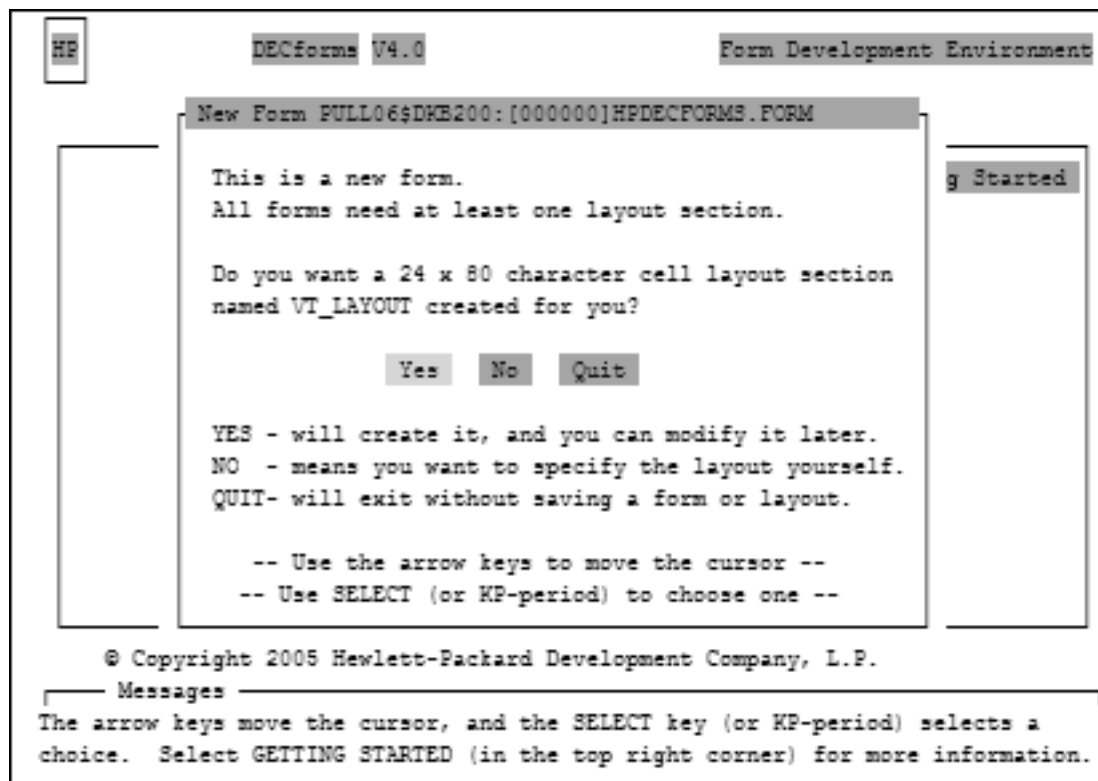 HP DECforms V4.0 Form Development Environment
New Form PULL06$DKB200:[000000]HPDECFORMS.FORM
This is a new form.
g Started
All forms need at least one layout section.
Do you want a 24 x 80 character cell layout section
named VT_LAYOUT created for you?
Yes No Quit
YES - will create it, and you can modify it later.
NO  - means you want to specify the layout yourself.
QUIT- will exit without saving a form or layout.
-- Use the arrow keys to move the cursor --
-- Use SELECT (or KP-period) to choose one --
© Copyright 2005 Hewlett-Packard Development Company, L.P.
Messages
The arrow keys move the cursor, and the SELECT key (or KP-period) selects a
choice.  Select GETTING STARTED (in the top right corner) for more information.